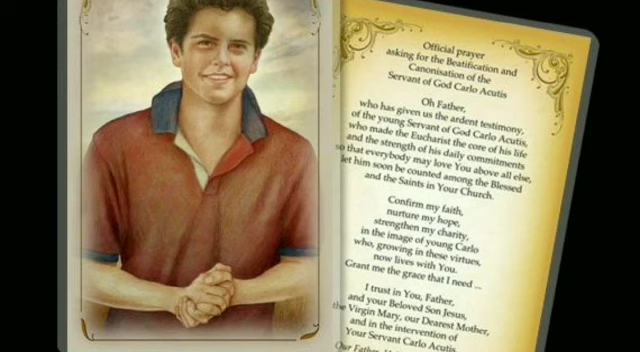 Official prayer
asking for the Beatification and
Canonisation of the
Servant of God Carlo Acutis
Oh Father,
who has given us the ardent testimony,
of the young Servant of God Carlo Acutis,
who made the Eucharist the core of his life
and the strength of his daily commitments
so that everybody may love You above all else,
let him soon be counted among the Blessed
and the Saints in Your Church.
Confirm my faith,
nurture my hope,
strengthen my charity,
in the image of young Carlo
who, growing in these virtues,
now lives with You.
Grant me the grace that I need ...
I trust in You, Father,
and your Beloved Son Jesus,
the Virgin Mary, our Dearest Mother,
and in the intervention of
Your Servant Carlo Acutis.
Our Father,